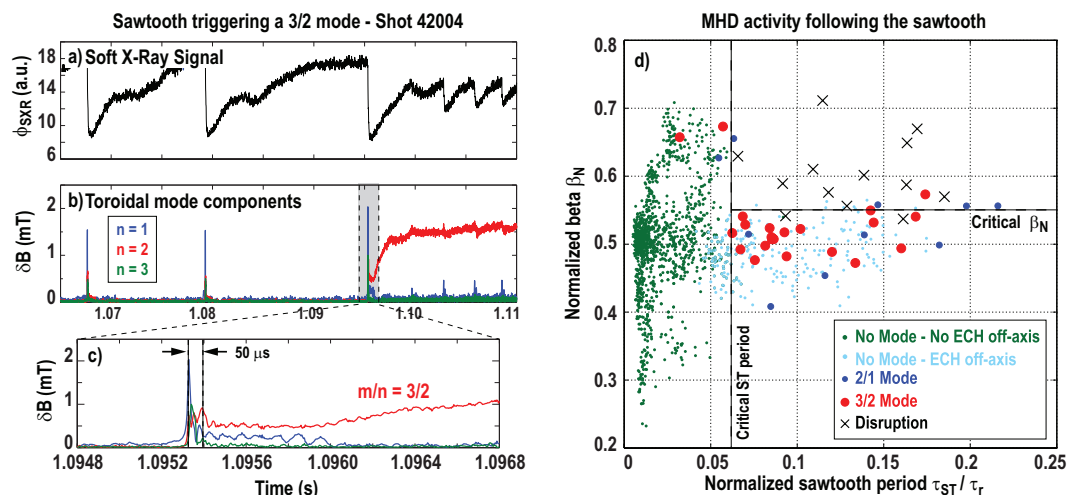 Sawtooth triggering a 3/2 mode - Shot 42004
a) Soft X-Ray Signal
ϕSXR (a.u.)
18
14
10
6
b) Toroidal mode components
n = 1
n = 2
n = 3
δB (mT)
2
1
0
1.07
1.08
1.09
1.10
1.11
c)
50 μs
m/n = 3/2
δB (mT)
2
1
0
1.0948
1.0952
1.0956
1.0960
1.0964
1.0968
Time (s)
MHD activity following the sawtooth
d)
Normalized beta βN
0.8
0.7
0.6
0.5
0.4
0.3
0.2
Critical βN
Critical ST period
No Mode - No ECH off-axis
No Mode - ECH off-axis
2/1 Mode
3/2 Mode
Disruption
0
0.05
0.1
0.15
0.2
0.25
Normalized sawtooth period τST / τr